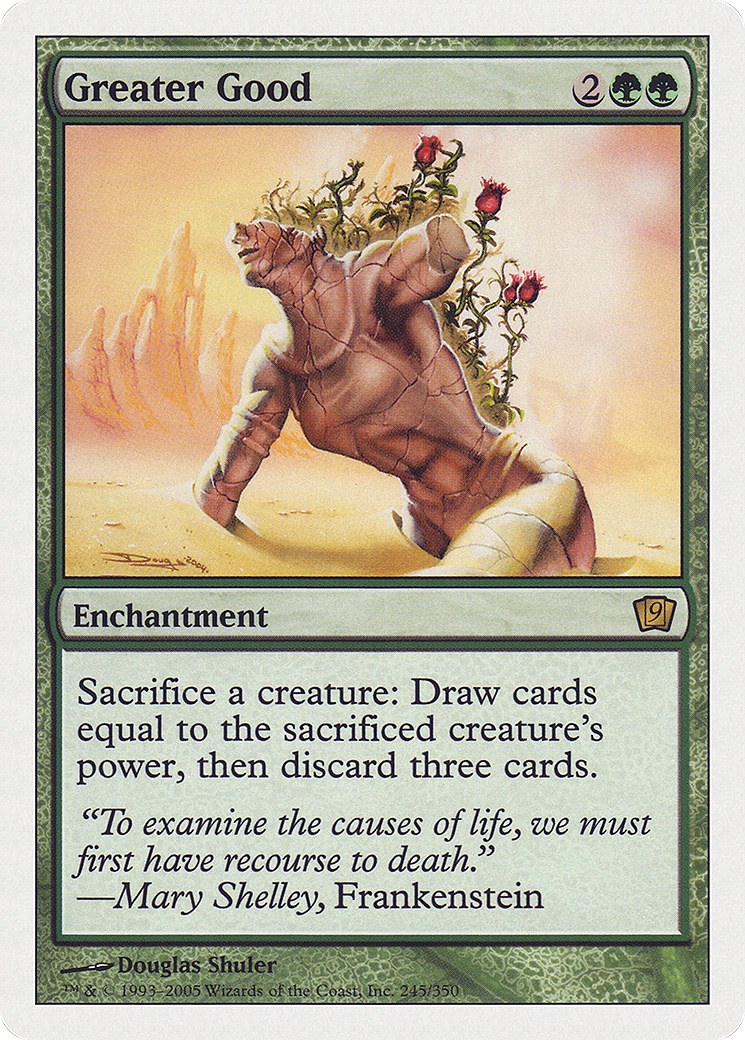 Greater Good 2
Doug 2004.
Enchantment 9
Sacrifice a creature: Draw cards
equal to the sacrificed creature's
power, then discard three cards.
“To examine the causes of life, we must
first have recourse to death.”
—Mary Shelley, Frankenstein
Douglas Shuler
™ & © 1993–2005 Wizards of the Coast, Inc. 245/350